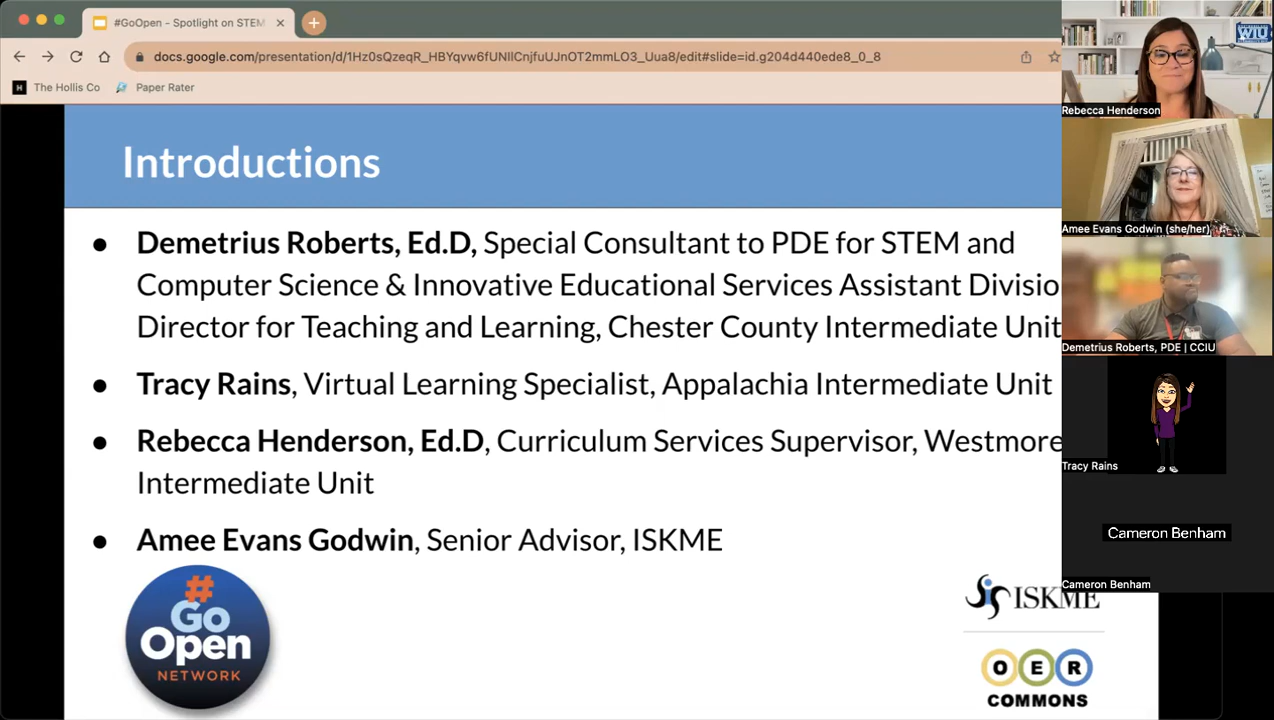 #GoOpen - Spotlight on STEM
docs.google.com/presentation/d/1Hz0sQzeqR_HBYqvw6fUNllCnjfuUJnOT2mmLO3_Uua8/edit#slide=id.g204d440ede8_0_8
H The Hollis Co Paper Rater
Introductions
● Demetrius Roberts, Ed.D, Special Consultant to PDE for STEM and
Computer Science & Innovative Educational Services Assistant Divisio
Director for Teaching and Learning, Chester County Intermediate Unit
● Tracy Rains, Virtual Learning Specialist, Appalachia Intermediate Unit
● Rebecca Henderson, Ed.D, Curriculum Services Supervisor, Westmore
Intermediate Unit
● Amee Evans Godwin, Senior Advisor, ISKME
#
Go
Open
NETWORK
ISKME
OER
COMMONS
WIU
Rebecca Henderson
Amee Evans Godwin (she/her)
Demetrius Roberts, PDE | CCIU
Tracy Rains
Cameron Benham
Cameron Benham